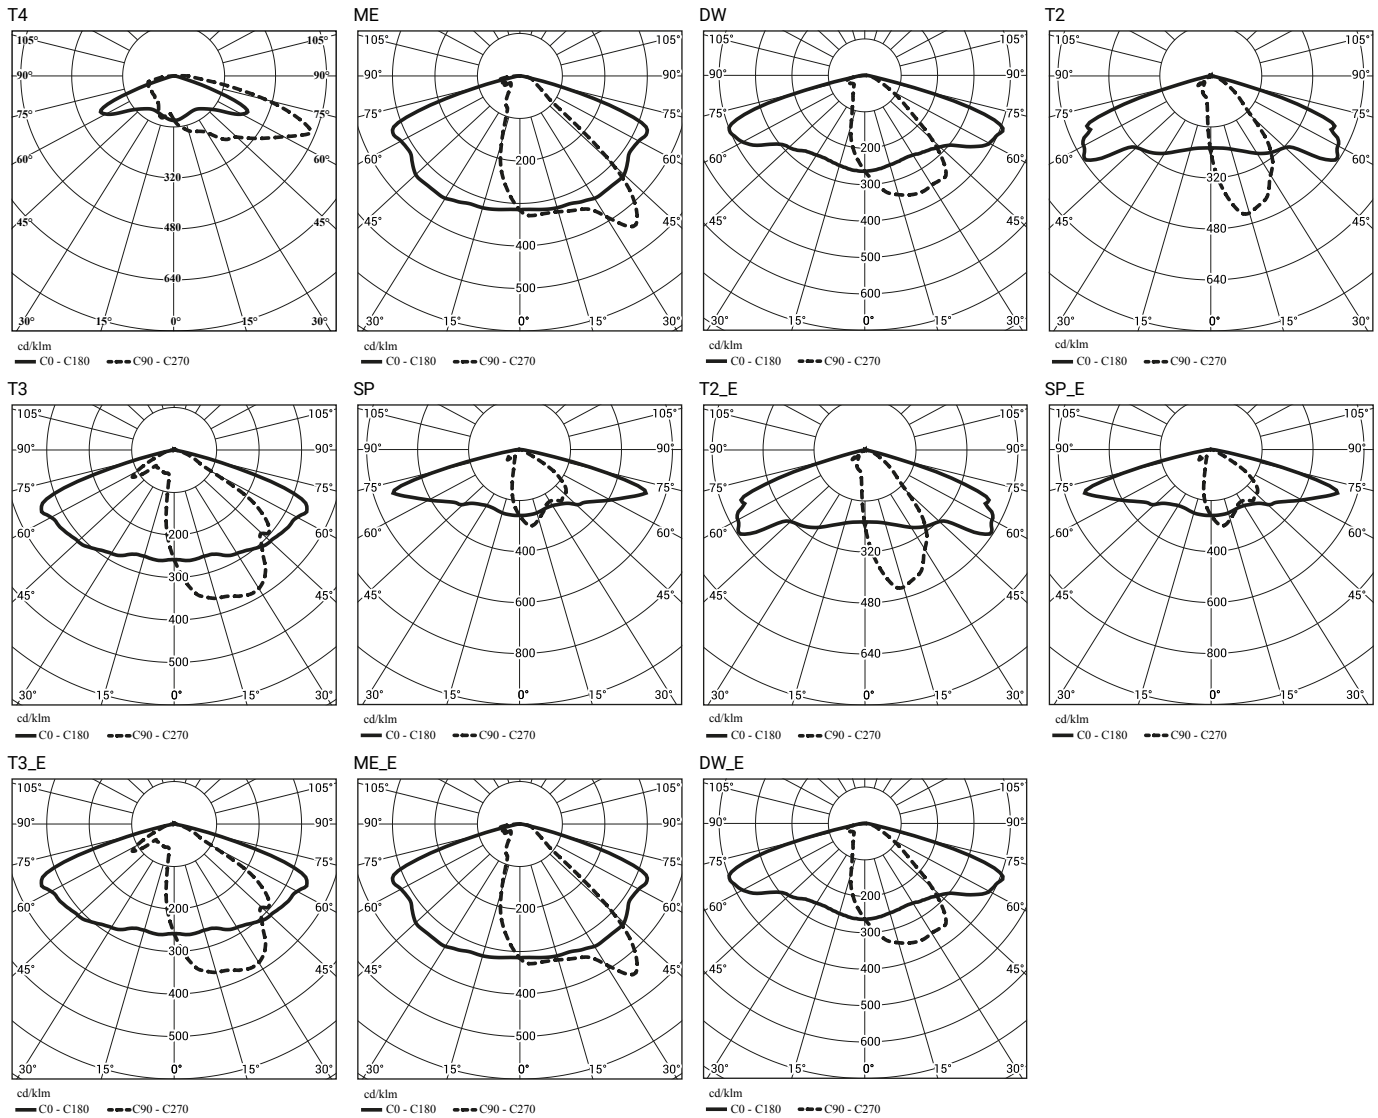 T4 ME DW T2
105° 105° 105° 105° 105° 105° 105° 105°
90° 90° 90° 90° 90° 90° 90° 90°
75° 75° 75° 75° 75° 75° 75° 75°
200
200
60° 60° 60° 60° 60° 60° 60° 60°
320 300 320
45° 45° 45° 45° 45° 45° 45° 45°
480 400 400 480
500
640 500 600 640
30° 15° 0° 15° 30° 30° 15° 0° 15° 30° 30° 15° 0° 15° 30° 30° 15° 0° 15° 30°
cd/klm cd/klm cd/klm cd/klm
C0 - C180 C90 - C270 C0 - C180 C90 - C270 C0 - C180 C90 - C270 C0 - C180 C90 - C270
T3 SP T2_E SP_E
105° 105° 105° 105° 105° 105° 105° 105°
90° 90° 90° 90° 90° 90° 90° 90°
75° 75° 75° 75° 75° 75° 75° 75°
200
60° 60° 60° 60° 60° 60° 60° 60°
300 400 320 400
45° 45° 45° 45° 45° 45° 45° 45°
400 600 480 600
500 800 640 800
30° 15° 0° 15° 30° 30° 15° 0° 15° 30° 30° 15° 0° 15° 30° 30° 15° 0° 15° 30°
cd/klm cd/klm cd/klm cd/klm
C0 - C180 C90 - C270 C0 - C180 C90 - C270 C0 - C180 C90 - C270 C0 - C180 C90 - C270
T3_E ME_E DW_E
105° 105° 105° 105° 105° 105°
90° 90° 90° 90° 90° 90°
75° 75° 75° 75° 75° 75°
200
60° 200 60° 60° 200 60° 60° 60°
300 300
45° 45° 45° 45° 45° 45°
400 400 400
500 500 500
600
30° 15° 0° 15° 30° 30° 15° 0° 15° 30° 30° 15° 0° 15° 30°
cd/klm cd/klm cd/klm
C0 - C180 C90 - C270 C0 - C180 C90 - C270 C0 - C180 C90 - C270